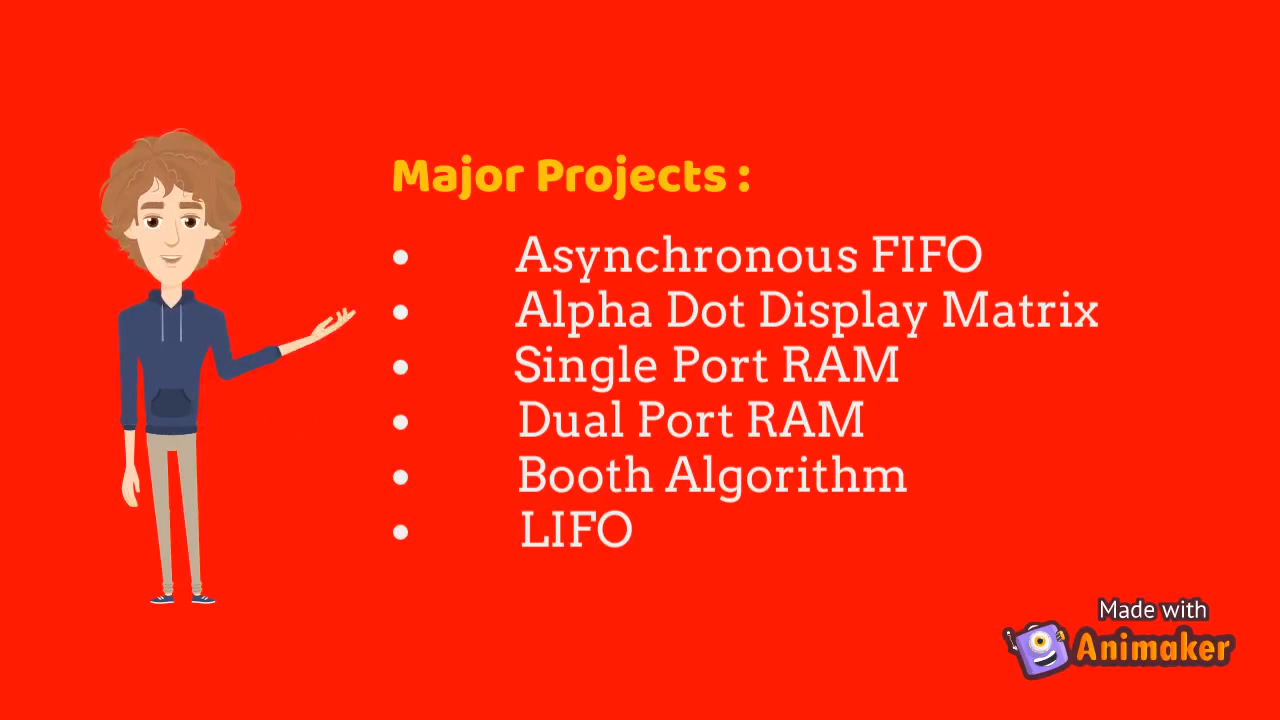 Major Projects :
• Asynchronous FIFO
• Alpha Dot Display Matrix
• Single Port RAM
• Dual Port RAM
• Booth Algorithm
• LIFO
Made with
Animaker